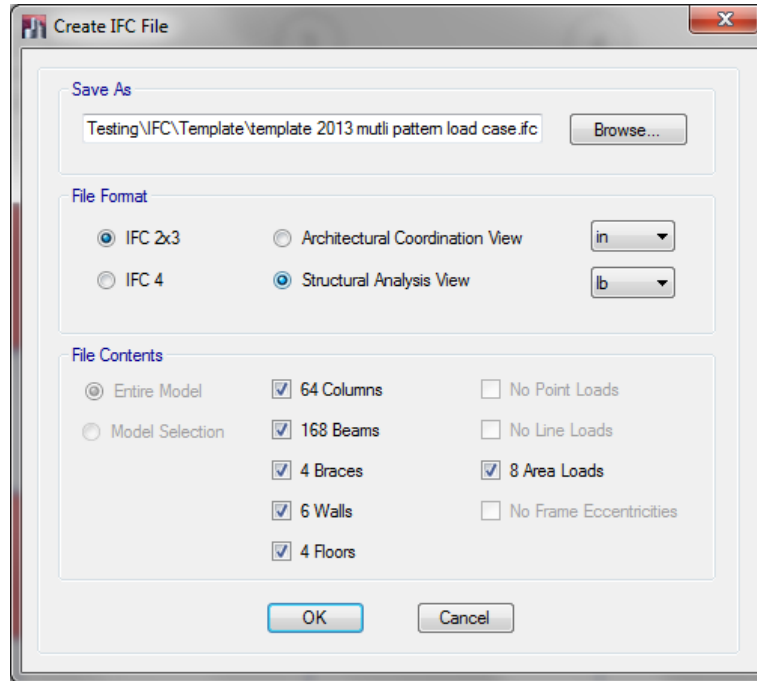 Create IFC File
Save As
Testing\IFC\Template\template 2013 mutli pattern load case.ifc
Browse...
File Format
IFC 2x3
Architectural Coordination View
in
IFC 4
Structural Analysis View
lb
File Contents
Entire Model
64 Columns
No Point Loads
Model Selection
168 Beams
No Line Loads
4 Braces
8 Area Loads
6 Walls
No Frame Eccentricities
4 Floors
OK
Cancel